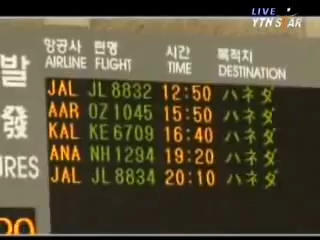 LIVE
YTN STAR
발
發
URES
항공사 편명 시간 목적지
AIRLINE FLIGHT TIME DESTINATION
JAL JL 8832 12:50 ハネダ
AAR OZ 1045 15:50 ハネダ
KAL KE 6709 16:40 ハネダ
ANA NH 1294 19:20 ハネダ
JAL JL 8834 20:10 ハネダ